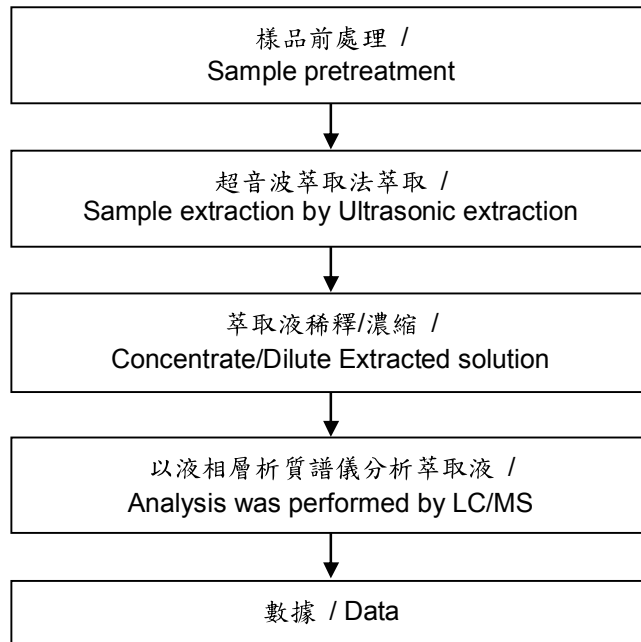 樣品前處理 /
Sample pretreatment
超音波萃取法萃取 /
Sample extraction by Ultrasonic extraction
萃取液稀釋/濃縮 /
Concentrate/Dilute Extracted solution
以液相層析質譜儀分析萃取液 /
Analysis was performed by LC/MS
數據 / Data